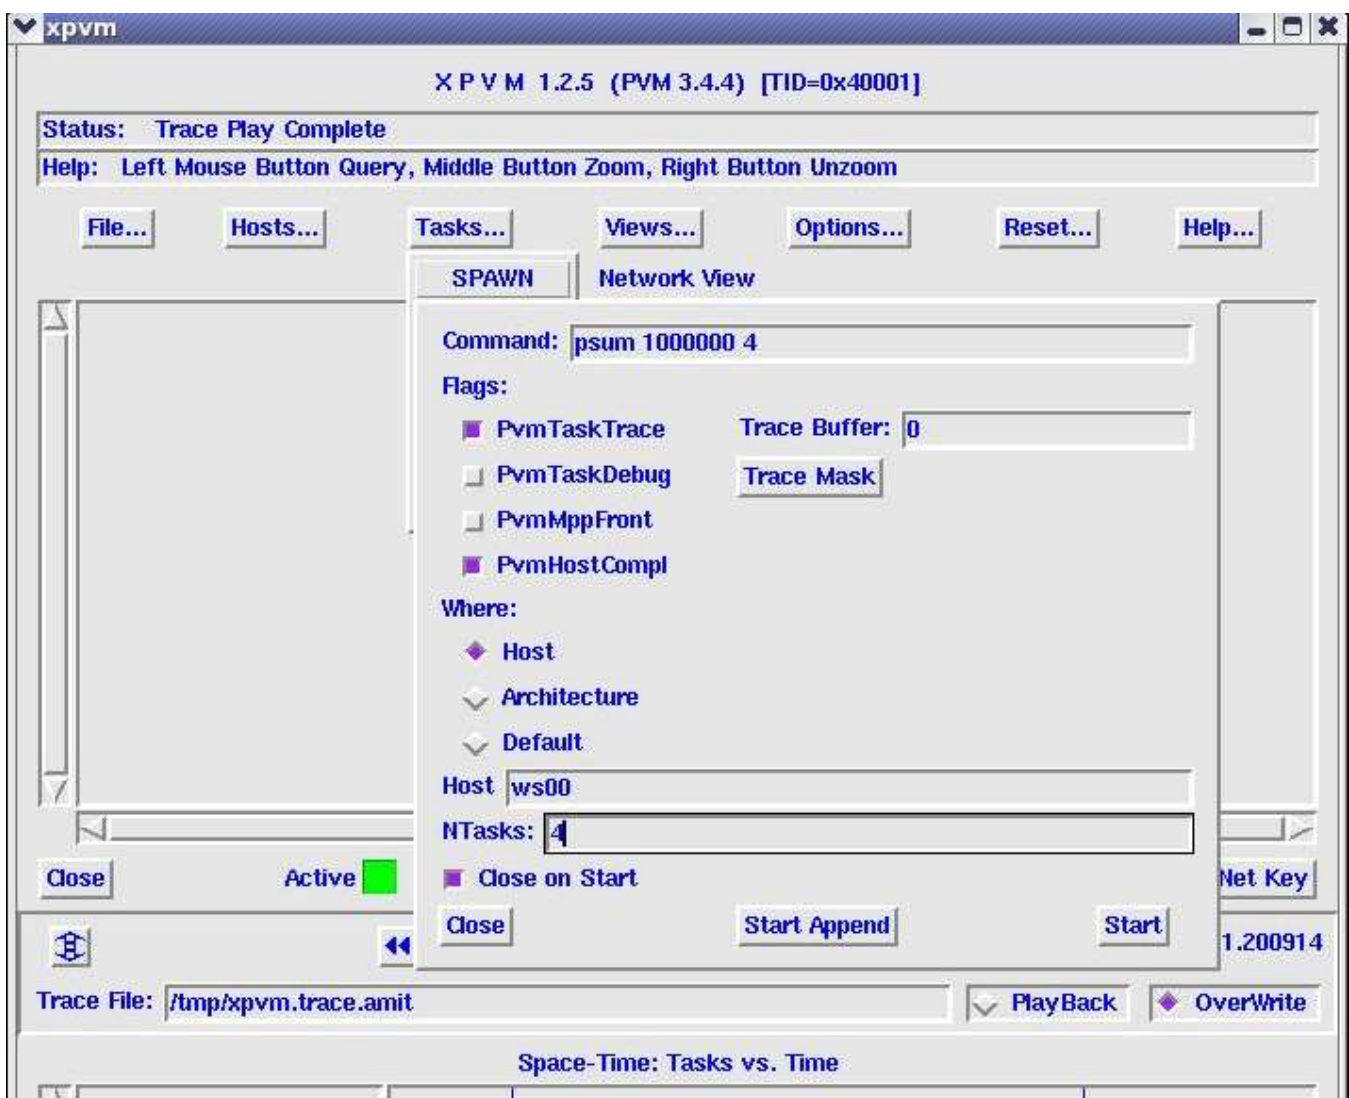 xpvm
X P V M 1.2.5 (PVM 3.4.4) [TID=0x40001]
Status: Trace Play Complete
Help: Left Mouse Button Query, Middle Button Zoom, Right Button Unzoom
File... Hosts... Tasks... Views... Options... Reset... Help...
SPAWN Network View
Command: psum 1000000 4
Flags:
PvmTaskTrace Trace Buffer: 0
PvmTaskDebug Trace Mask
PvmMppFront
PvmHostCompl
Where:
Host
Architecture
Default
Host ws00
NTasks: 4
Close Active Close on Start Net Key
Close Start Append Start
1.200914
Trace File: /tmp/xpvm.trace.amit PlayBack OverWrite
Space-Time: Tasks vs. Time